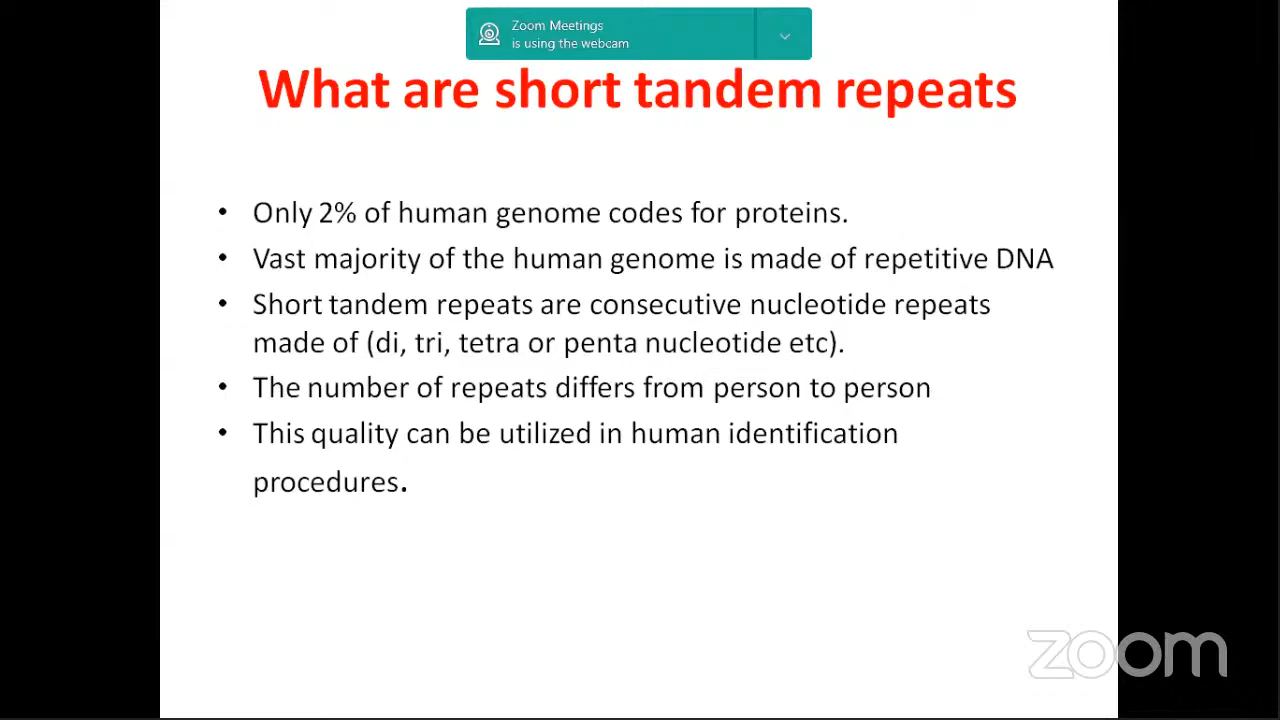 Zoom Meetings
is using the webcam
What are short tandem repeats
• Only 2% of human genome codes for proteins.
• Vast majority of the human genome is made of repetitive DNA
• Short tandem repeats are consecutive nucleotide repeats
made of (di, tri, tetra or penta nucleotide etc).
• The number of repeats differs from person to person
• This quality can be utilized in human identification
procedures.
zoom